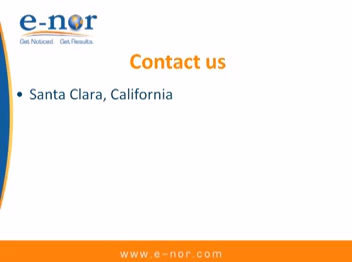 e-nor
Get Noticed. Get Results.
Contact us
• Santa Clara, California
www.e-nor.com